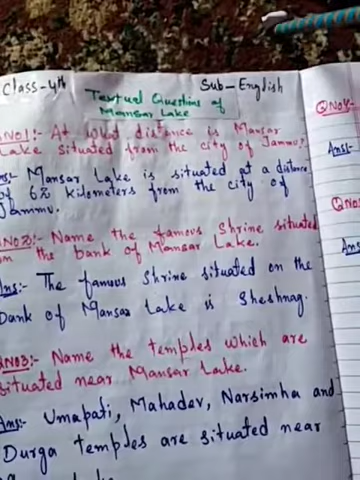 Class-4th
Sub-English
Textual Questions of
Mansar Lake
QNo1:- At what distance is Mansar
Lake situated from the city of Jammu?
Ans:- Mansar Lake is situated at a distance
of 62 kilometers from the city of
Jammu.
QNo2:- Name the famous Shrine situated
on the bank of Mansar Lake.
Ans:- The famous Shrine situated on the
Bank of Mansar Lake is Sheshnag.
QNO3:- Name the temples which are
situated near Mansar Lake.
Ans:- Umapati, Mahadev, Narsimha and
Durga temples are situated near
QNo4:-
Ans:-
QNo
Ans